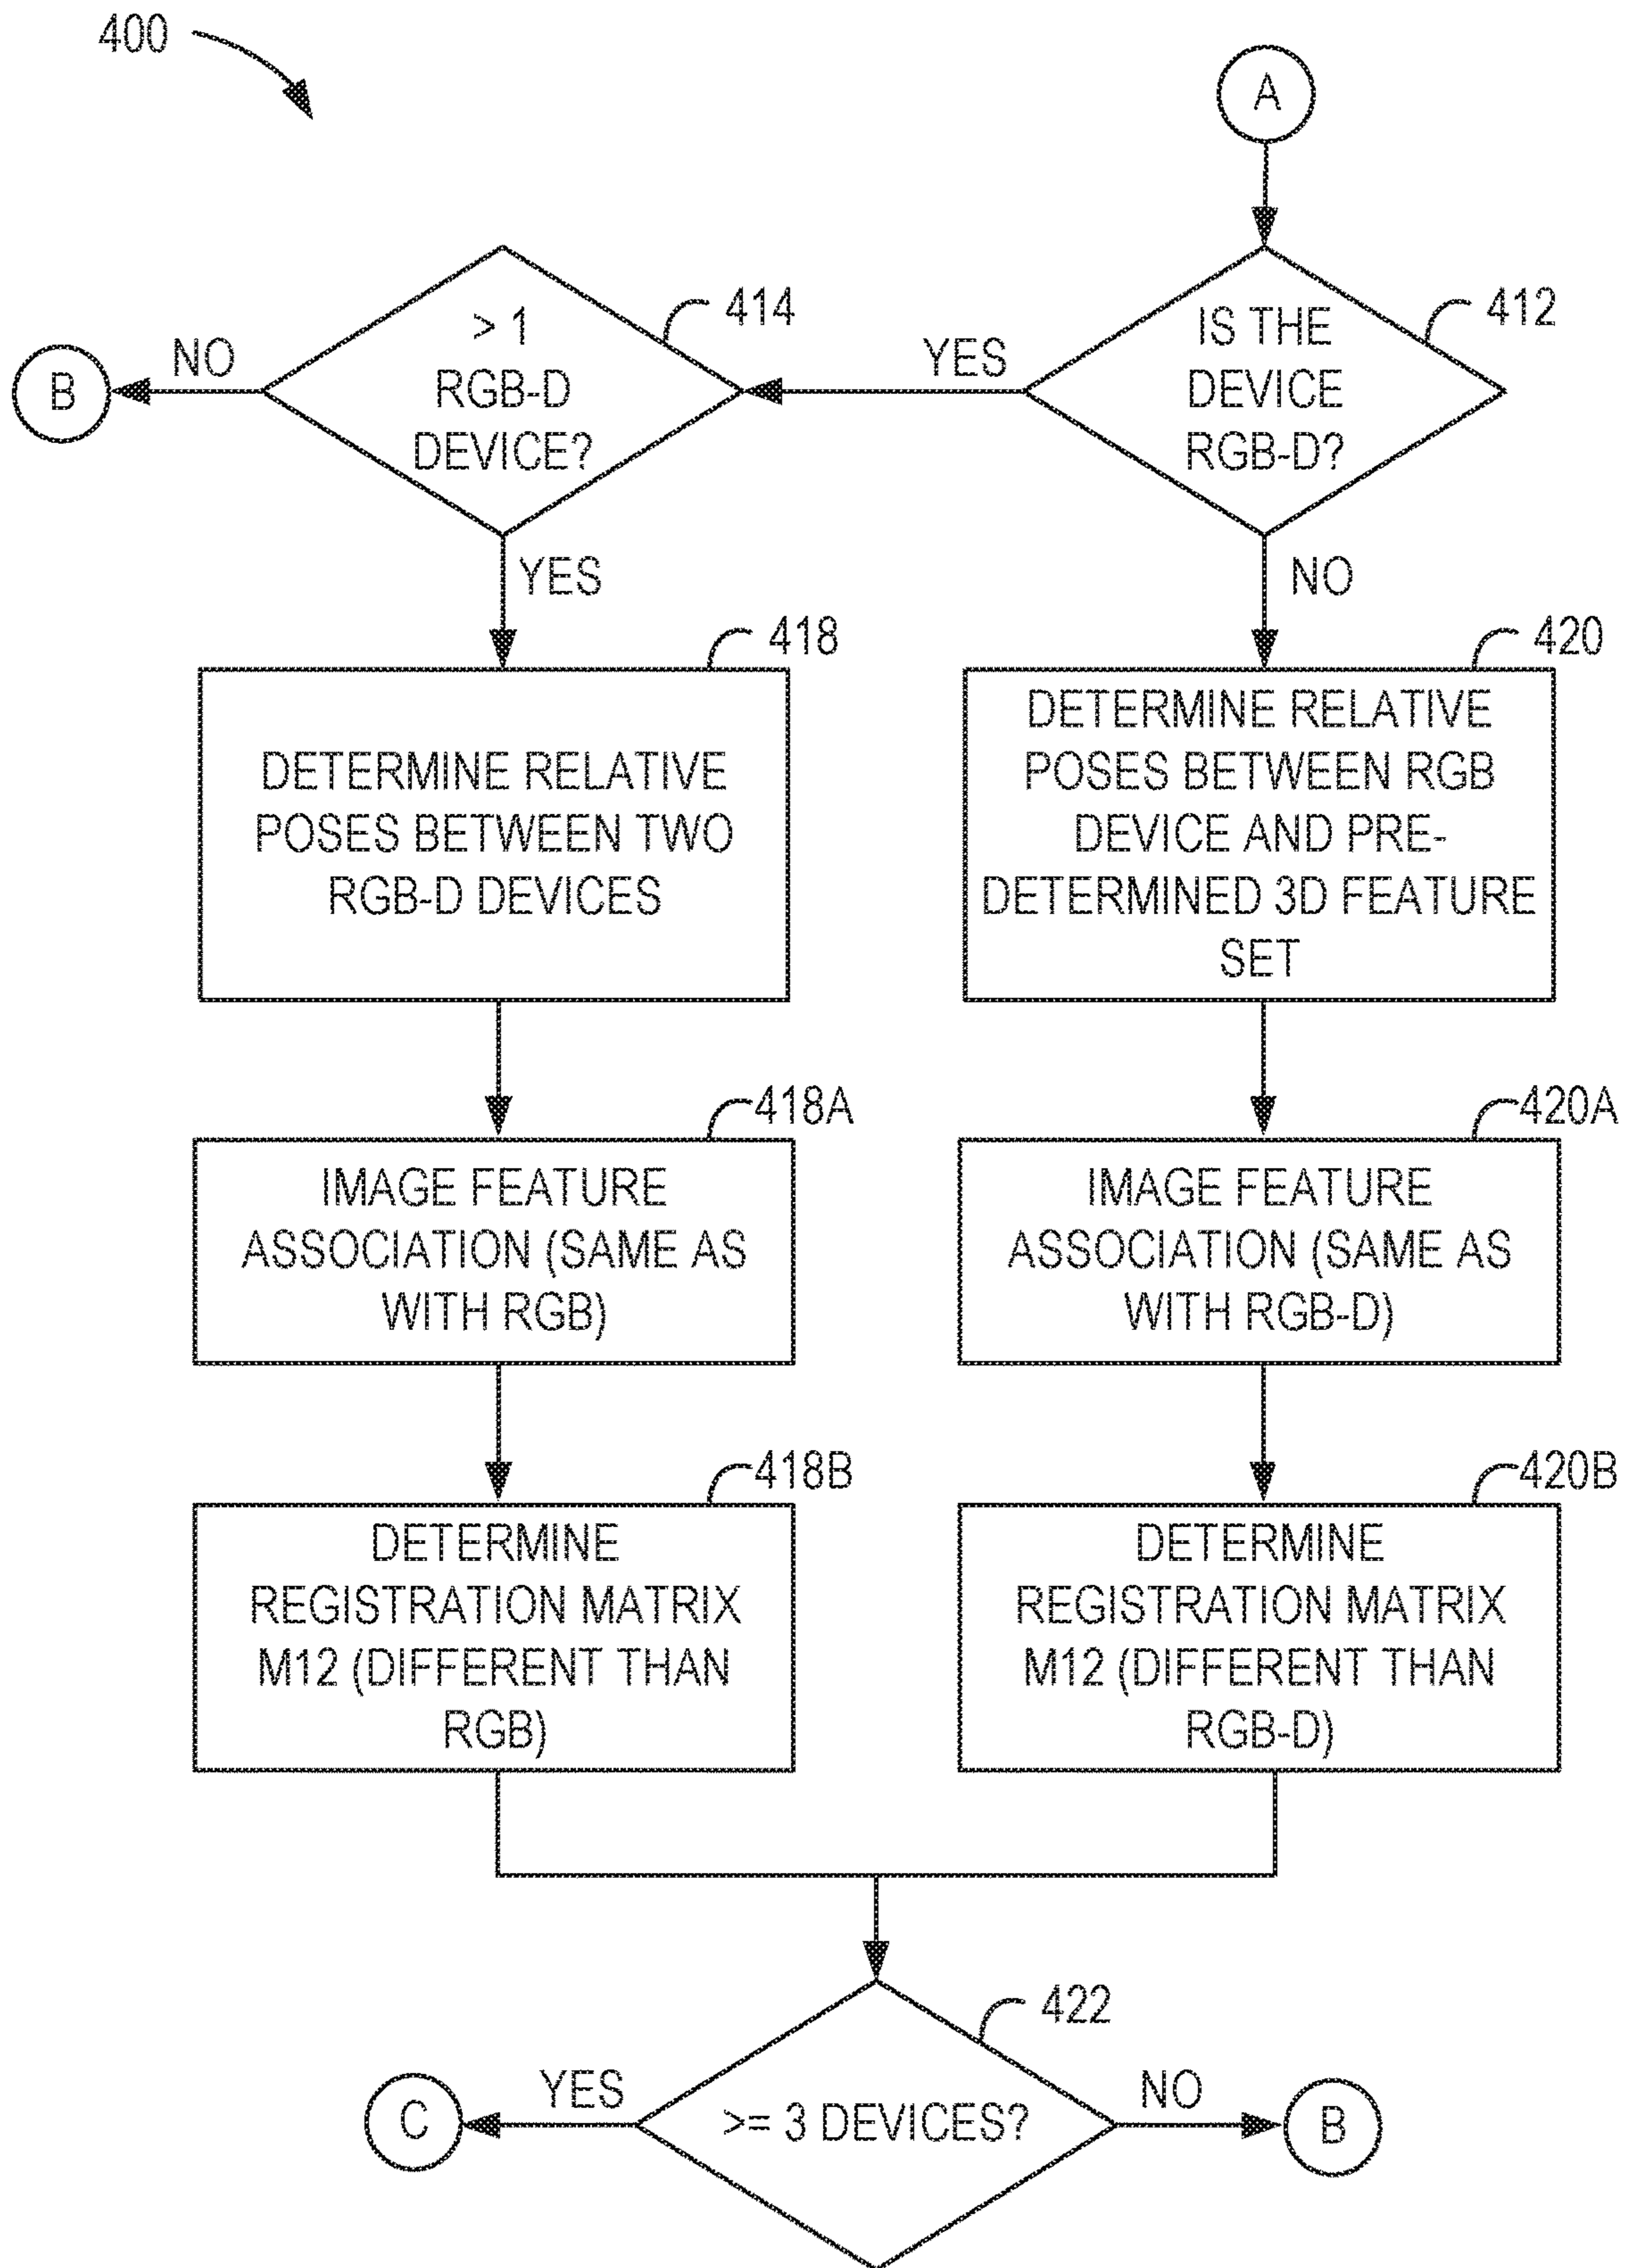 400
A
IS THE
DEVICE
RGB-D?
412
YES
> 1
RGB-D
DEVICE?
414
NO
B
YES
NO
418
DETERMINE RELATIVE
POSES BETWEEN TWO
RGB-D DEVICES
420
DETERMINE RELATIVE
POSES BETWEEN RGB
DEVICE AND PRE-
DETERMINED 3D FEATURE
SET
418A
IMAGE FEATURE
ASSOCIATION (SAME AS
WITH RGB)
420A
IMAGE FEATURE
ASSOCIATION (SAME AS
WITH RGB-D)
418B
DETERMINE
REGISTRATION MATRIX
M12 (DIFFERENT THAN
RGB)
420B
DETERMINE
REGISTRATION MATRIX
M12 (DIFFERENT THAN
RGB-D)
422
>= 3 DEVICES?
YES
C
NO
B